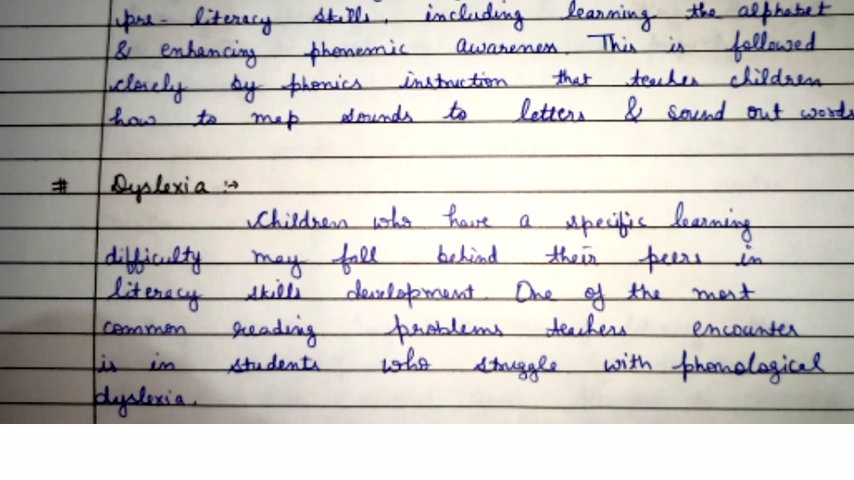 pre-literacy skills, including learning the alphabet
& enhancing phonemic awareness. This is followed
closely by phonics instruction that teaches children
how to map sounds to letters & sound out words
# Dyslexia :→
Children who have a specific learning
difficulty may fall behind their peers in
literacy skills development. One of the most
common reading problems teachers encounter
is in students who struggle with phonological
dyslexia.